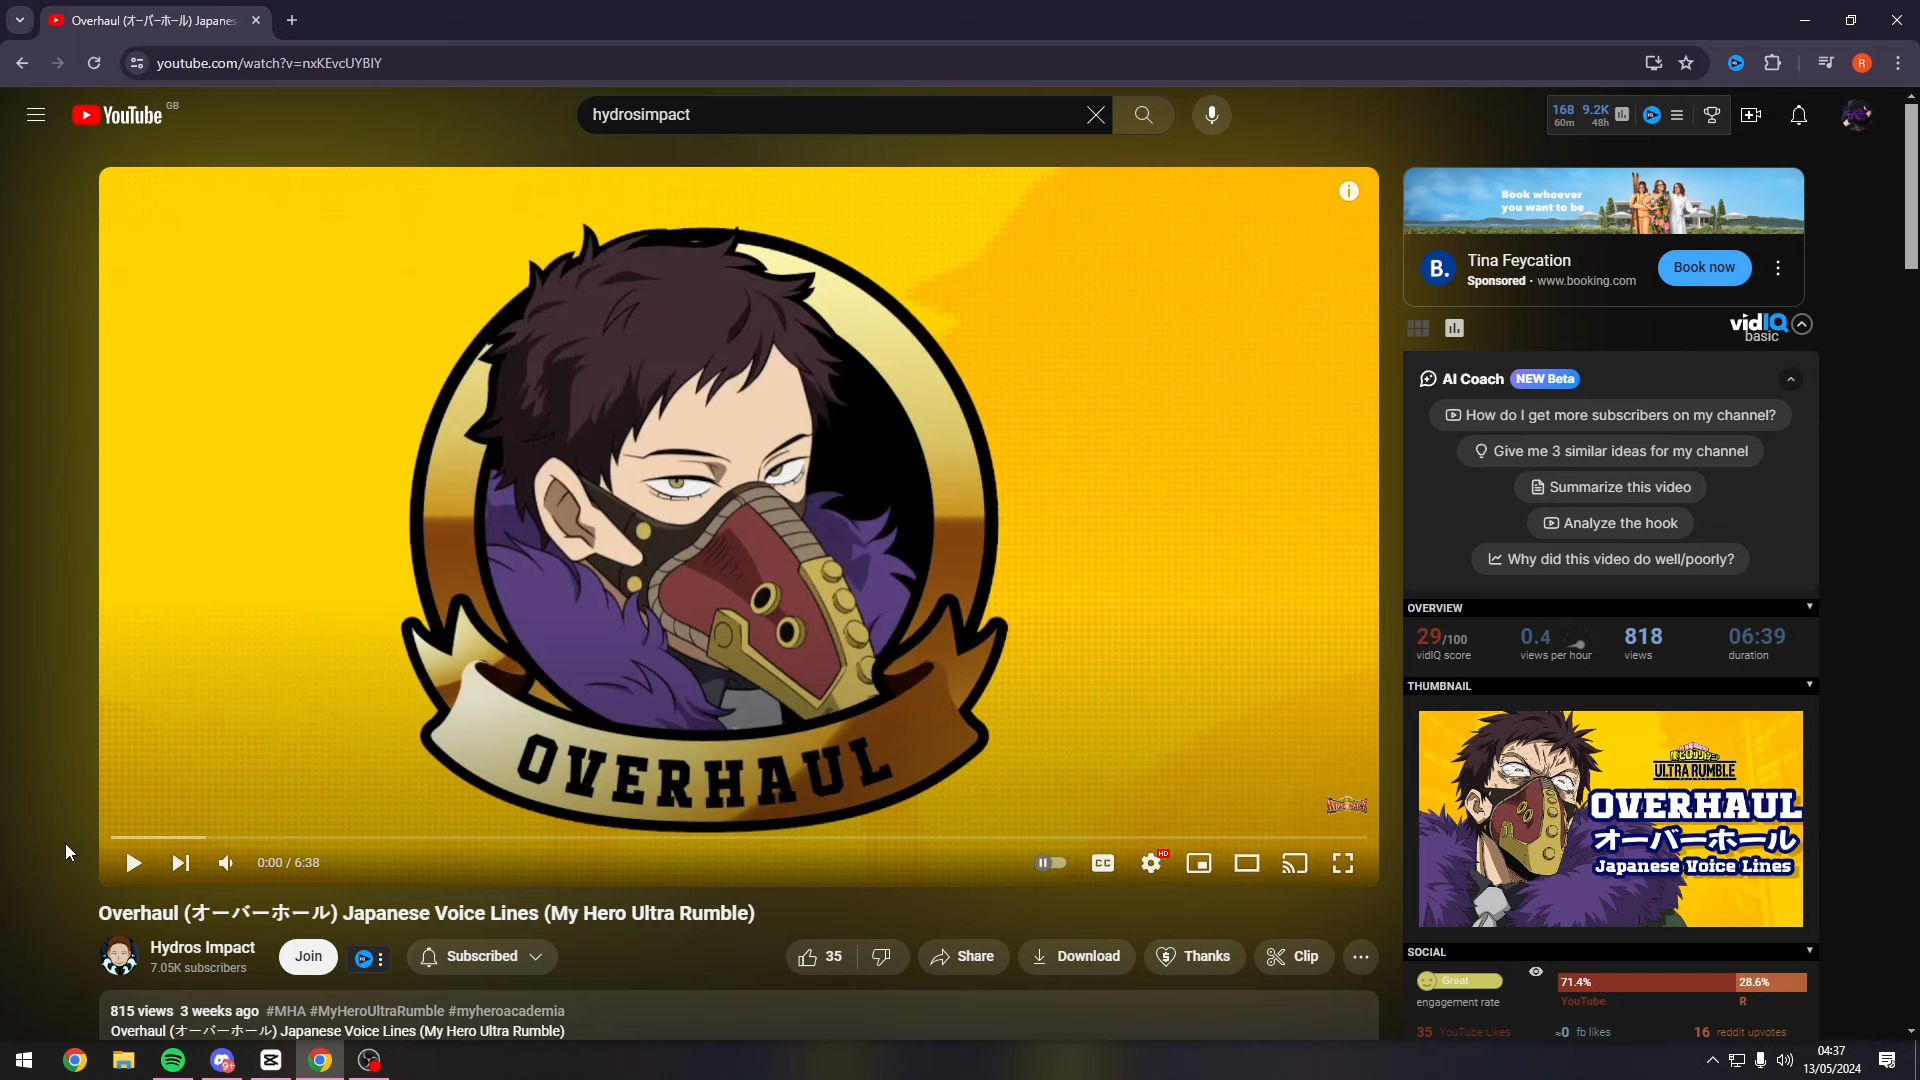 Overhaul (オーバーホール) Japanes
youtube.com/watch?v=nxKEvcUYBIY
R
YouTube GB
hydrosimpact
168 9.2K
60m 48h
OVERHAUL
0:00 / 6:38
CC
HD
Overhaul (オーバーホール) Japanese Voice Lines (My Hero Ultra Rumble)
Hydros Impact
7.05K subscribers
Join
Subscribed
35
Share
Download
Thanks
Clip
815 views 3 weeks ago #MHA #MyHeroUltraRumble #myheroacademia
Overhaul (オーバーホール) Japanese Voice Lines (My Hero Ultra Rumble)
Book whoever
you want to be
B.
Tina Feycation
Sponsored · www.booking.com
Book now
vidIQ
basic
AI Coach NEW Beta
How do I get more subscribers on my channel?
Give me 3 similar ideas for my channel
Summarize this video
Analyze the hook
Why did this video do well/poorly?
OVERVIEW
29/100 0.4 818 06:39
vidIQ score views per hour views duration
THUMBNAIL
ULTRA RUMBLE
OVERHAUL
オーバーホール
Japanese Voice Lines
SOCIAL
Great 71.4% 28.6%
engagement rate YouTube R
35 YouTube Likes ≈0 fb likes 16 reddit upvotes
9+
04:37
13/05/2024